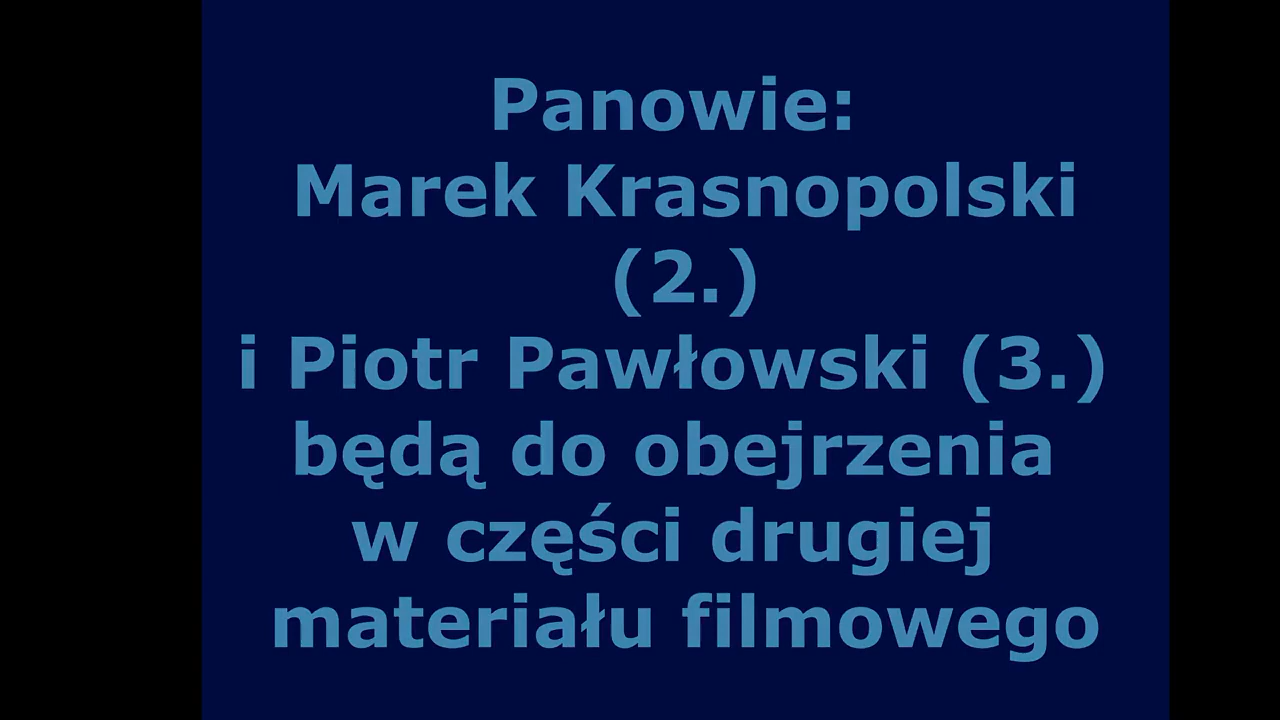 Panowie:
Marek Krasnopolski
(2.)
i Piotr Pawłowski (3.)
będą do obejrzenia
w części drugiej
materiału filmowego